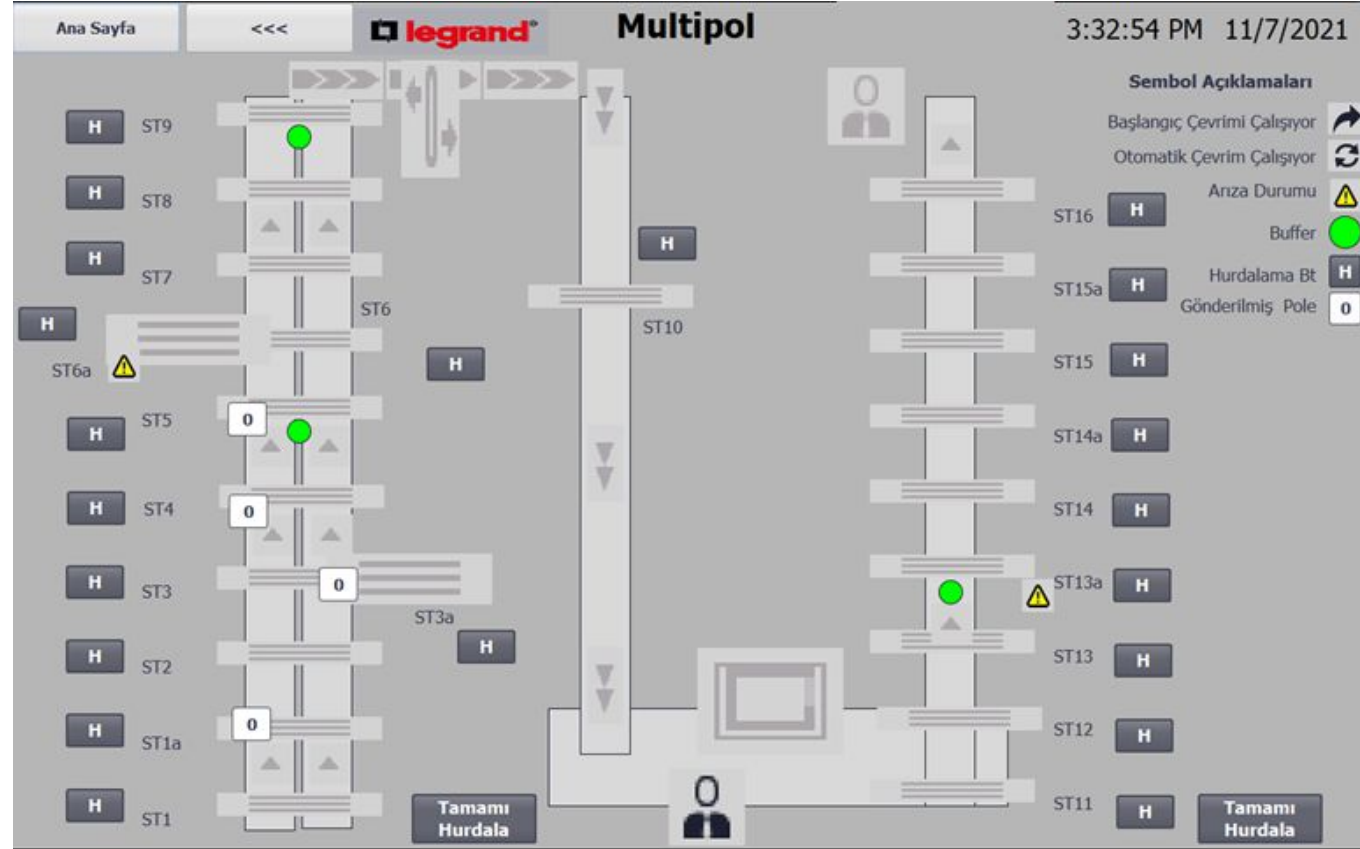 Ana Sayfa
<<<
legrand®
Multipol
3:32:54 PM 11/7/2021
Sembol Açıklamaları
Başlangıç Çevrimi Çalışıyor
Otomatik Çevrim Çalışıyor
Arıza Durumu
Buffer
Hurdalama Bt H
Gönderilmiş Pole 0
H ST9
H ST8
H ST7
ST6
H
H
ST6a
H ST5 0
H ST4 0
H ST3 0
ST3a
H
H ST2
H ST1a 0
H ST1
Tamamı
Hurdala
H
ST10
ST16 H
ST15a H
ST15 H
ST14a H
ST14 H
ST13a H
ST13 H
ST12 H
ST11 H
Tamamı
Hurdala